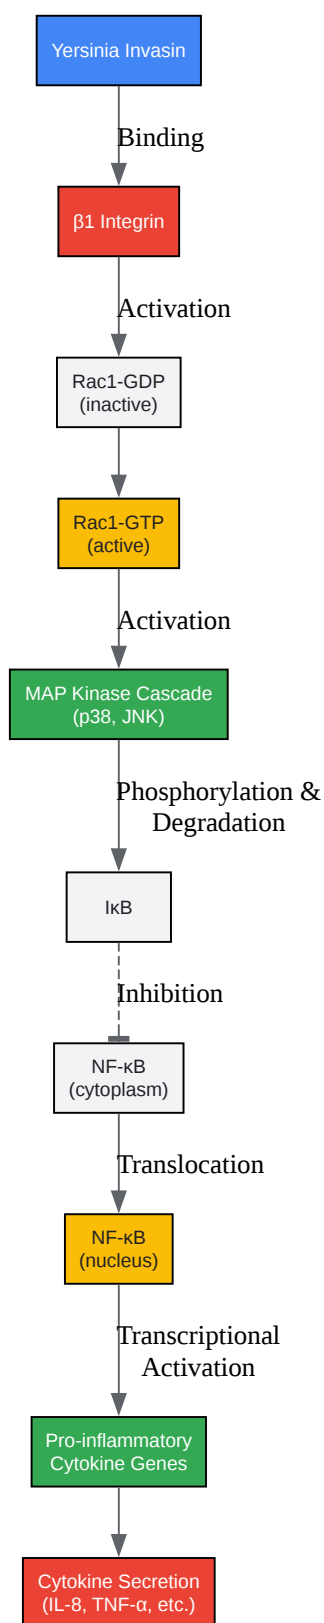 Yersinia Invasin
Binding
β1 Integrin
Activation
Rac1-GDP
(inactive)
Rac1-GTP
(active)
Activation
MAP Kinase Cascade
(p38, JNK)
Phosphorylation &
Degradation
IκB
Inhibition
NF-κB
(cytoplasm)
Translocation
NF-κB
(nucleus)
Transcriptional
Activation
Pro-inflammatory
Cytokine Genes
Cytokine Secretion
(IL-8, TNF-α, etc.)